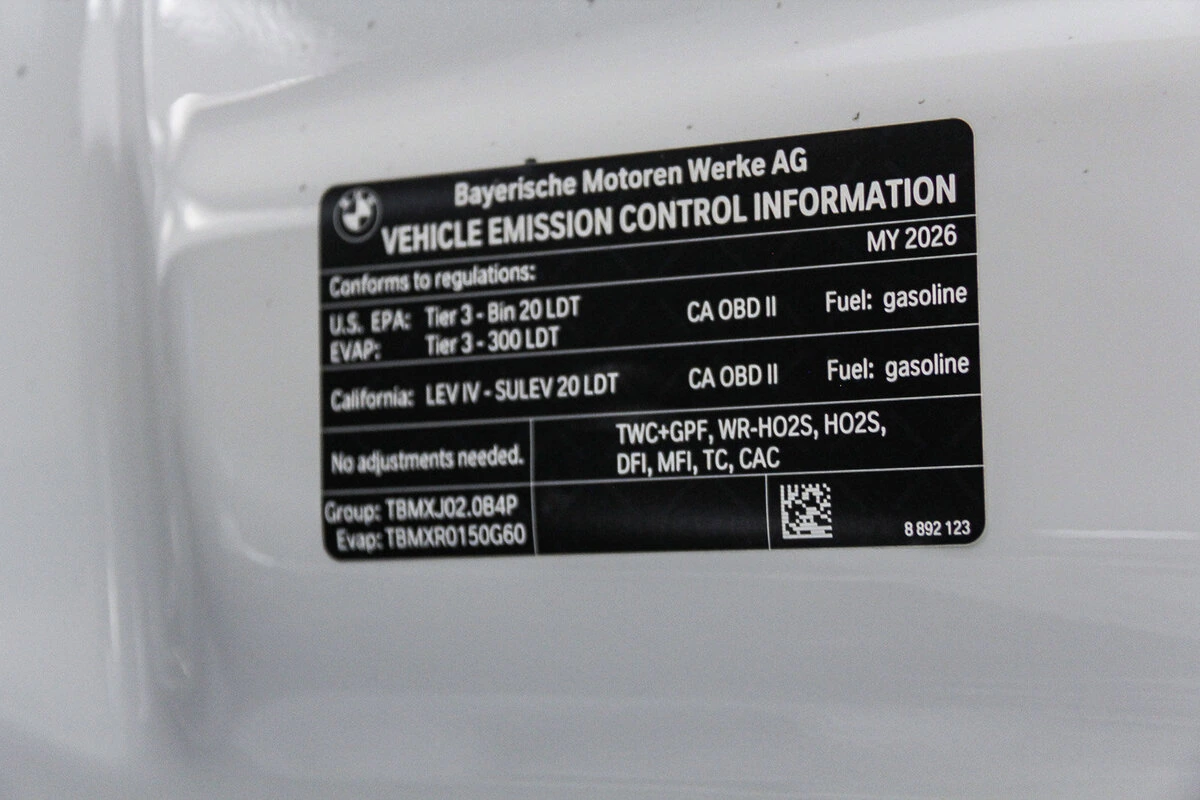 Bayerische Motoren Werke AG
VEHICLE EMISSION CONTROL INFORMATION
Conforms to regulations: MY 2026
U.S. EPA: Tier 3 - Bin 20 LDT CA OBD II Fuel: gasoline
EVAP: Tier 3 - 300 LDT
California: LEV IV - SULEV 20 LDT CA OBD II Fuel: gasoline
No adjustments needed.
TWC+GPF, WR-HO2S, HO2S,
DFI, MFI, TC, CAC
Group: TBMXJ02.0B4P
Evap: TBMXR0150G60
8 892 123